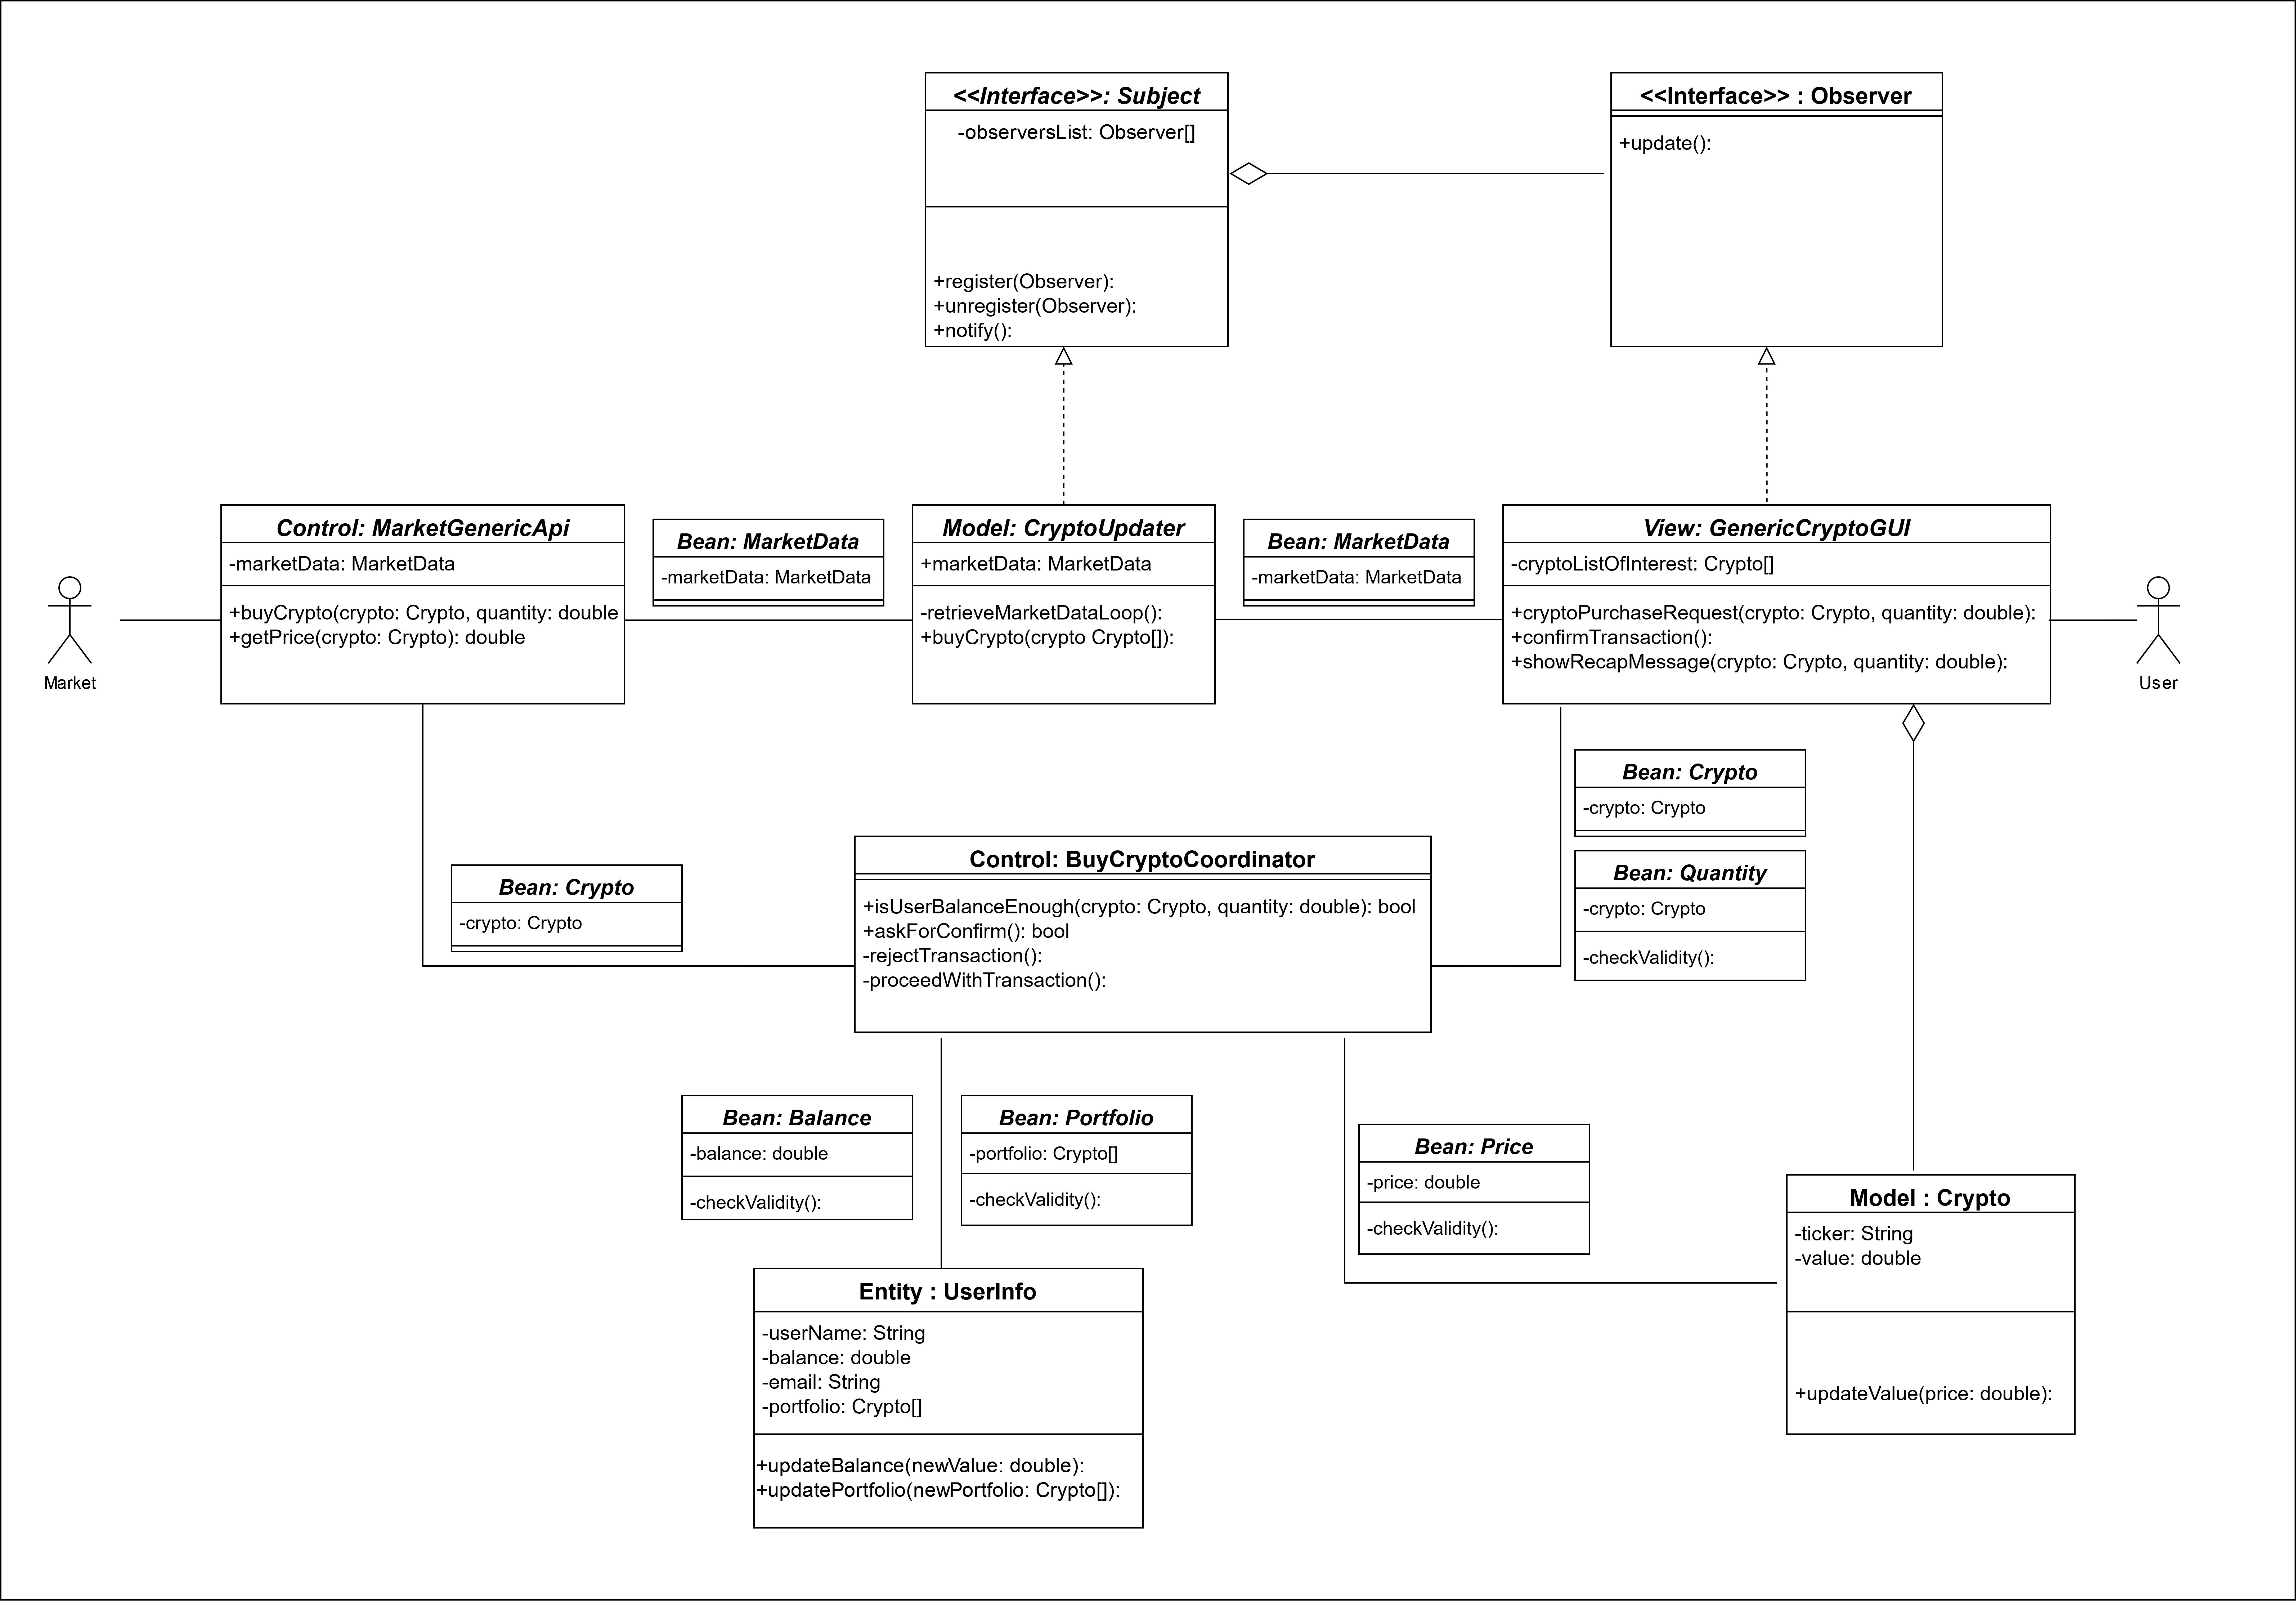 <<Interface>>: Subject
-observersList: Observer[]
+register(Observer):
+unregister(Observer):
+notify():
<<Interface>> : Observer
+update():
Market
Control: MarketGenericApi
-marketData: MarketData
+buyCrypto(crypto: Crypto, quantity: double
+getPrice(crypto: Crypto): double
Bean: MarketData
-marketData: MarketData
Model: CryptoUpdater
+marketData: MarketData
-retrieveMarketDataLoop():
+buyCrypto(crypto Crypto[]):
Bean: MarketData
-marketData: MarketData
View: GenericCryptoGUI
-cryptoListOfInterest: Crypto[]
+cryptoPurchaseRequest(crypto: Crypto, quantity: double):
+confirmTransaction():
+showRecapMessage(crypto: Crypto, quantity: double):
User
Bean: Crypto
-crypto: Crypto
Bean: Quantity
-crypto: Crypto
-checkValidity():
Bean: Crypto
-crypto: Crypto
Control: BuyCryptoCoordinator
+isUserBalanceEnough(crypto: Crypto, quantity: double): bool
+askForConfirm(): bool
-rejectTransaction():
-proceedWithTransaction():
Bean: Balance
-balance: double
-checkValidity():
Bean: Portfolio
-portfolio: Crypto[]
-checkValidity():
Bean: Price
-price: double
-checkValidity():
Model : Crypto
-ticker: String
-value: double
+updateValue(price: double):
Entity : UserInfo
-userName: String
-balance: double
-email: String
-portfolio: Crypto[]
+updateBalance(newValue: double):
+updatePortfolio(newPortfolio: Crypto[]):